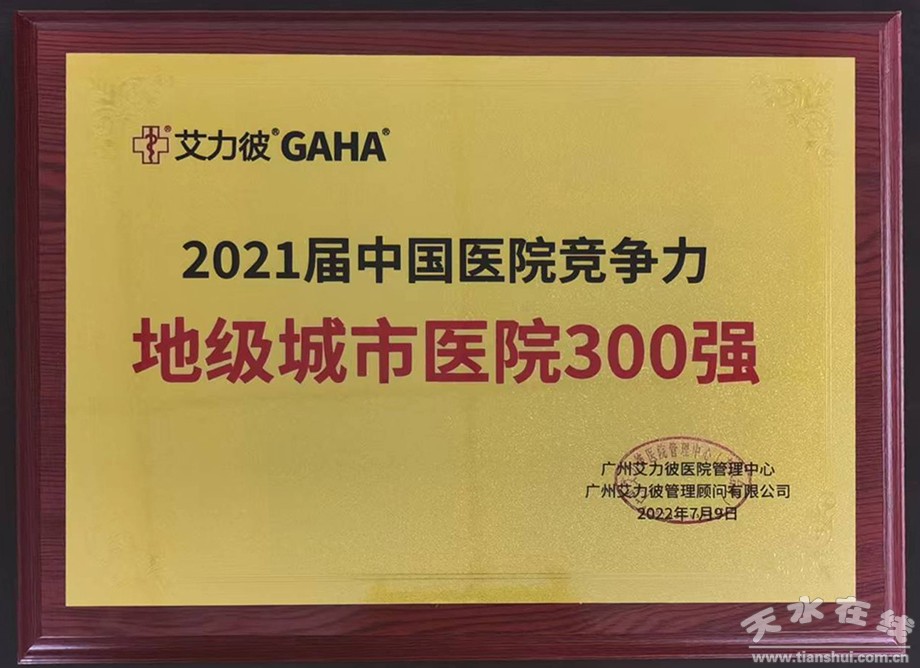 艾力彼® GAHA®
2021届中国医院竞争力
地级城市医院300强
广州艾力彼医院管理中心
广州艾力彼管理顾问有限公司
2022年7月9日
天水在线
www.tianshui.com.cn